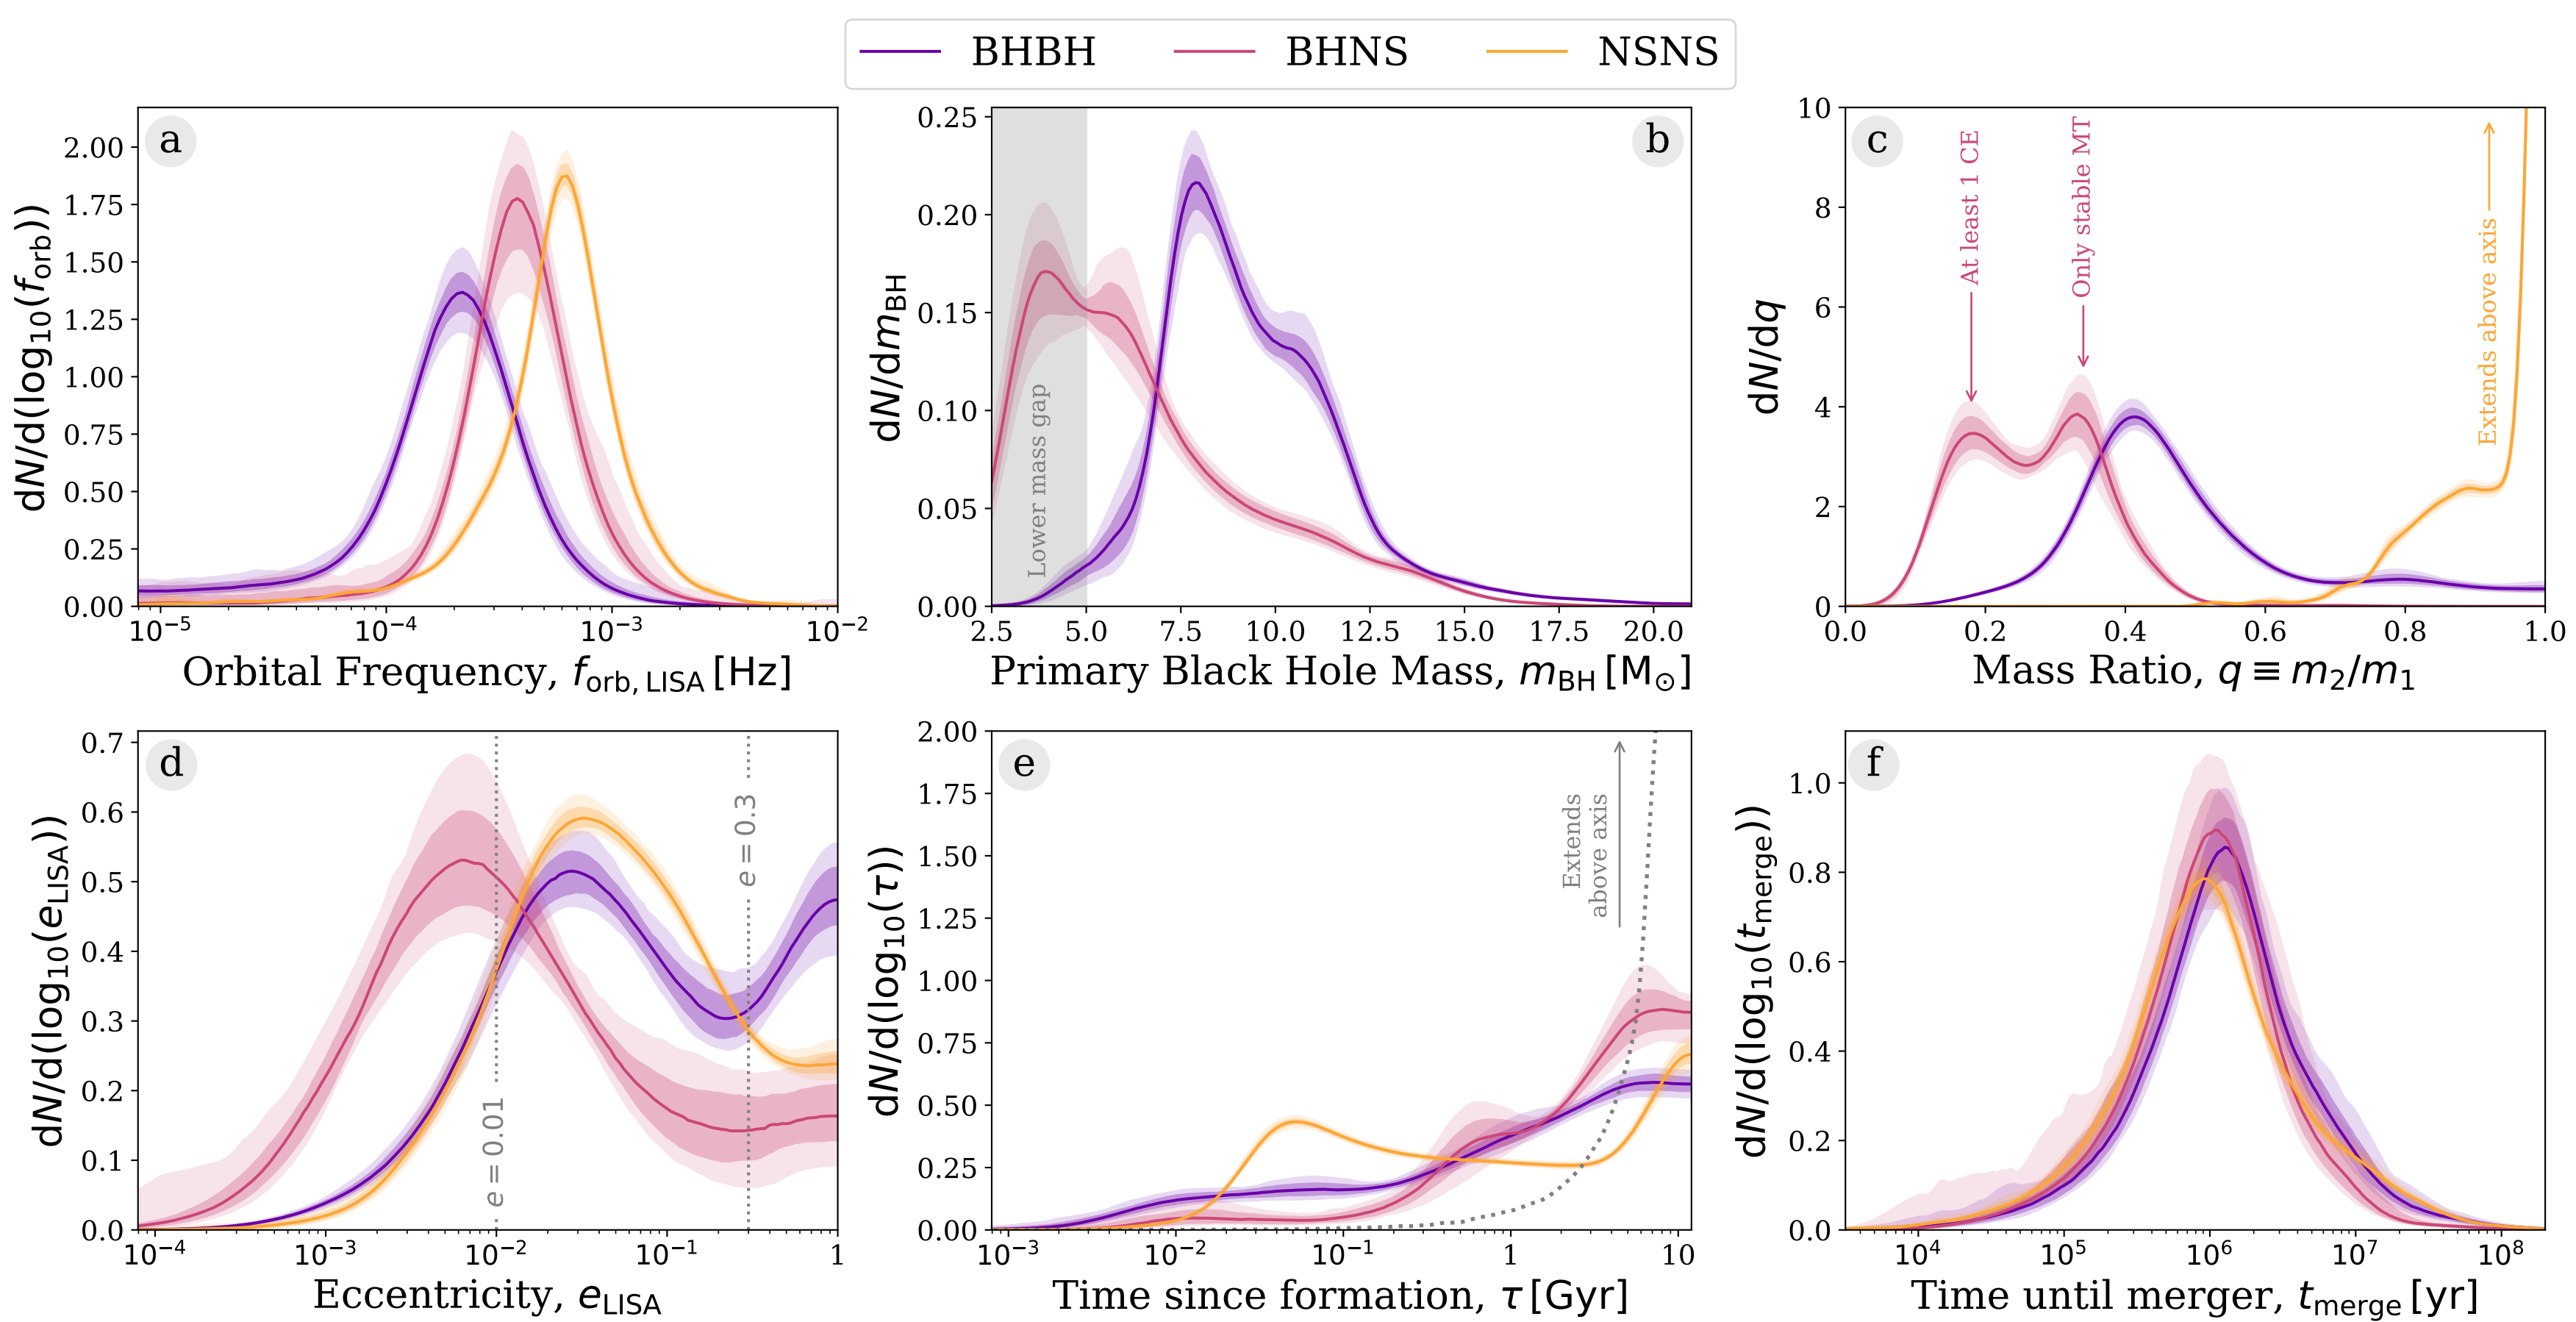 BHBH BHNS NSNS
a
dN/d(log₁₀(f_orb))
2.00
1.75
1.50
1.25
1.00
0.75
0.50
0.25
0.00
10⁻⁵ 10⁻⁴ 10⁻³ 10⁻²
Orbital Frequency, f_orb, LISA [Hz]
b
dN/dm_BH
0.25
0.20
0.15
0.10
0.05
0.00
Lower mass gap
2.5 5.0 7.5 10.0 12.5 15.0 17.5 20.0
Primary Black Hole Mass, m_BH [M_⊙]
c
dN/dq
10
8
6
4
2
0
At least 1 CE
Only stable MT
Extends above axis
0.0 0.2 0.4 0.6 0.8 1.0
Mass Ratio, q ≡ m₂/m₁
d
dN/d(log₁₀(e_LISA))
0.7
0.6
0.5
0.4
0.3
0.2
0.1
0.0
e = 0.01
e = 0.3
10⁻⁴ 10⁻³ 10⁻² 10⁻¹ 1
Eccentricity, e_LISA
e
dN/d(log₁₀(τ))
2.00
1.75
1.50
1.25
1.00
0.75
0.50
0.25
0.00
Extends
above axis
10⁻³ 10⁻² 10⁻¹ 1 10
Time since formation, τ [Gyr]
f
dN/d(log₁₀(t_merge))
1.0
0.8
0.6
0.4
0.2
0.0
10⁴ 10⁵ 10⁶ 10⁷ 10⁸
Time until merger, t_merge [yr]